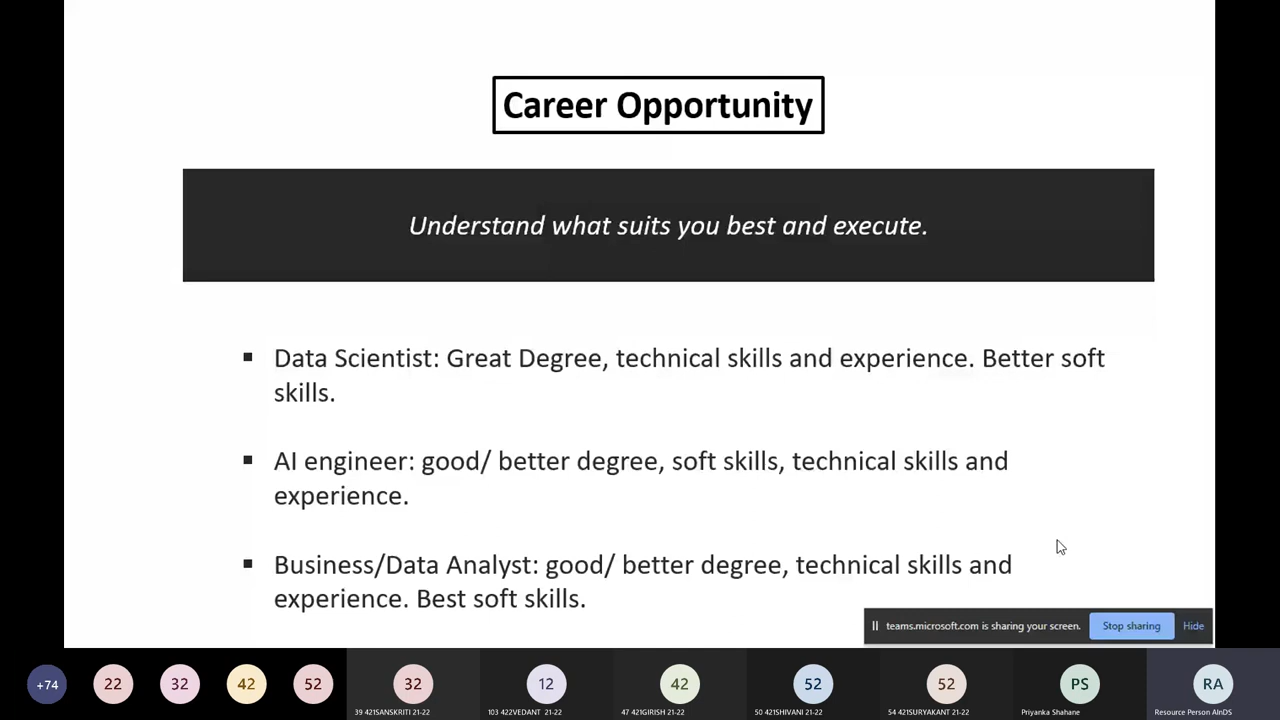 Career Opportunity
Understand what suits you best and execute.
▪ Data Scientist: Great Degree, technical skills and experience. Better soft
skills.
▪ AI engineer: good/ better degree, soft skills, technical skills and
experience.
▪ Business/Data Analyst: good/ better degree, technical skills and
experience. Best soft skills.
teams.microsoft.com is sharing your screen. Stop sharing Hide
+74 22 32 42 52 32 12 42 52 52 PS RA
39 421SANSKRITI 21-22 103 422VEDANT 21-22 47 421GIRISH 21-22 50 421SHIVANI 21-22 54 421SURYAKANT 21-22 Priyanka Shahane Resource Person AInDS